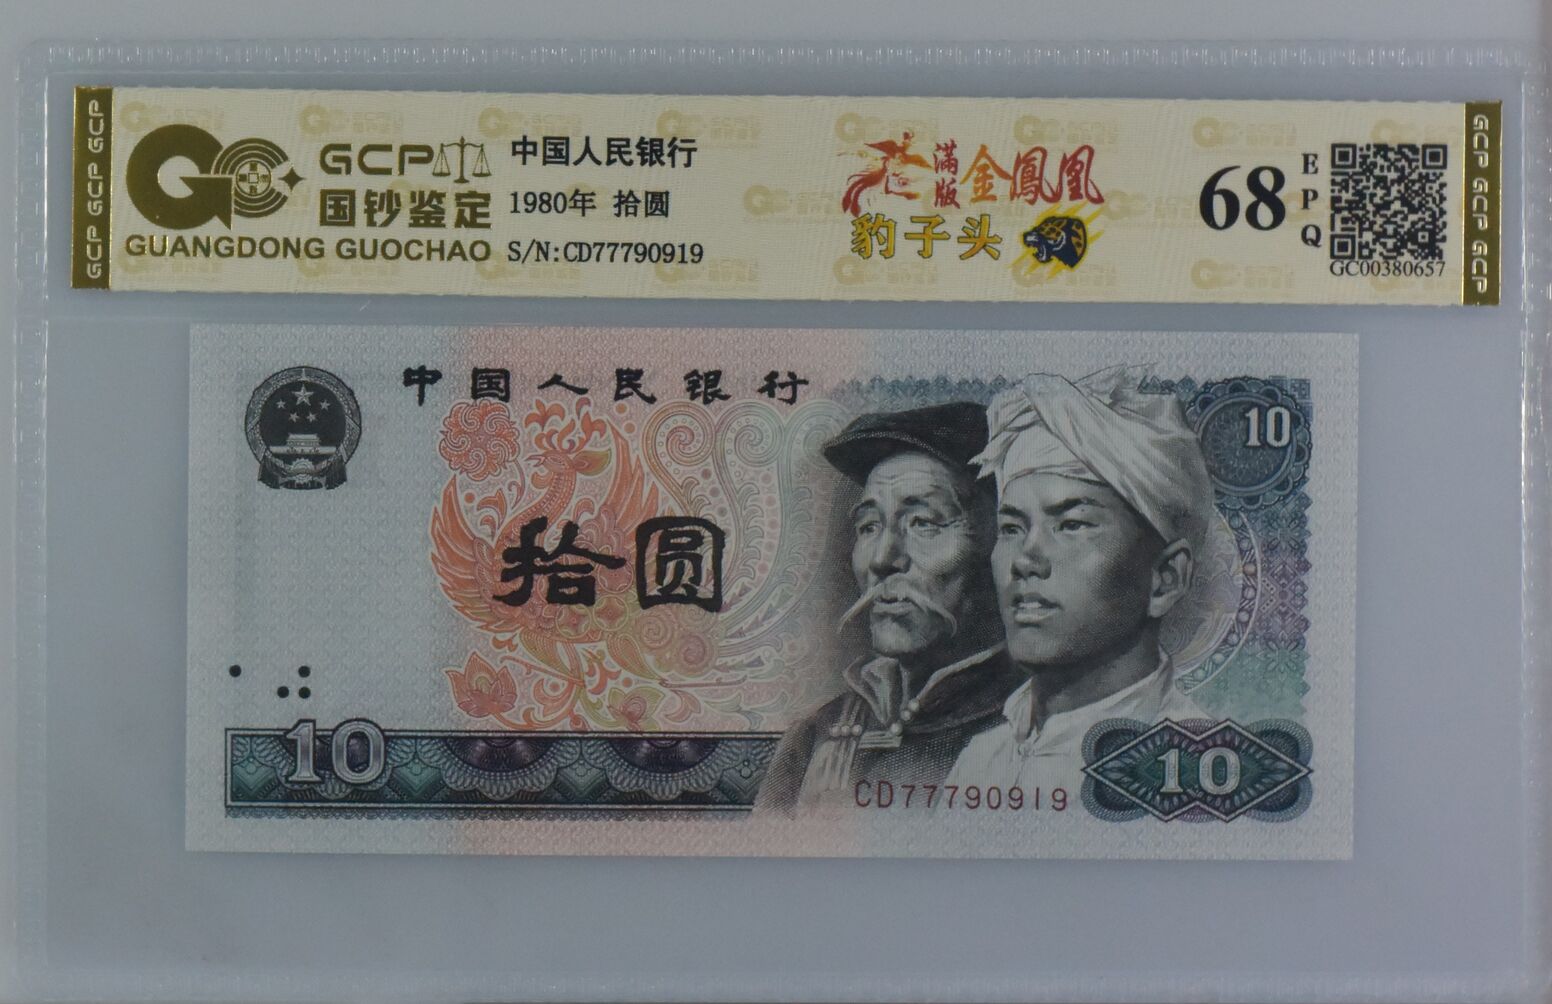 GCP GCP GCP
GCP
国钞鉴定
GUANGDONG GUOCHAO
中国人民银行
1980年 拾圆
S/N:CD77790919
满版 金鳳凰
豹子头
68
EPQ
GC00380657
GCP GCP GCP
中国人民银行
10
拾圆
10
CD77790919
10